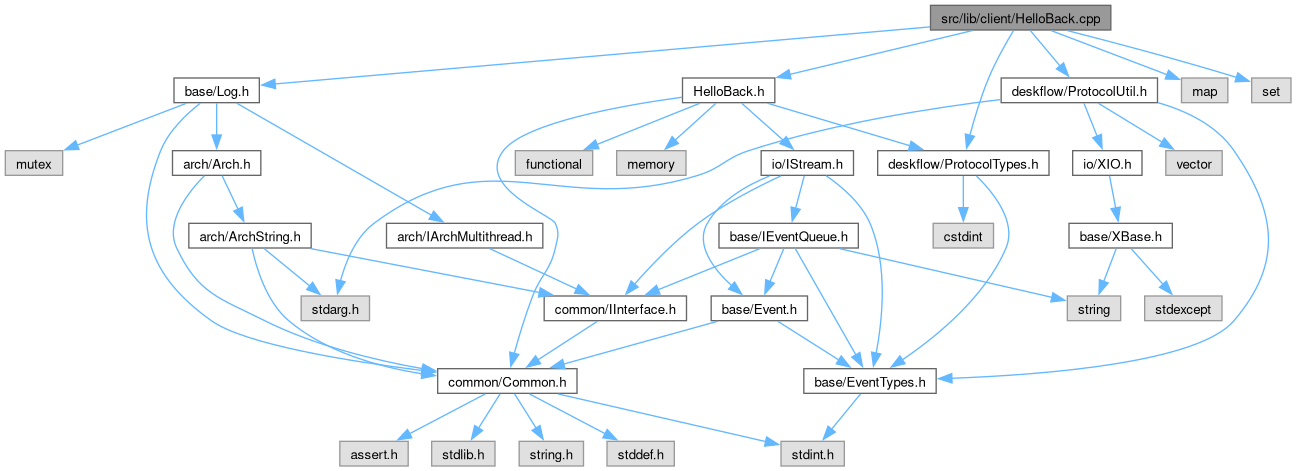 src/lib/client/HelloBack.cpp
base/Log.h
HelloBack.h
deskflow/ProtocolUtil.h
map
set
mutex
arch/Arch.h
functional
memory
io/IStream.h
deskflow/ProtocolTypes.h
io/XIO.h
vector
arch/ArchString.h
arch/IArchMultithread.h
base/IEventQueue.h
cstdint
base/XBase.h
stdarg.h
common/IInterface.h
base/Event.h
string
stdexcept
common/Common.h
base/EventTypes.h
assert.h
stdlib.h
string.h
stddef.h
stdint.h